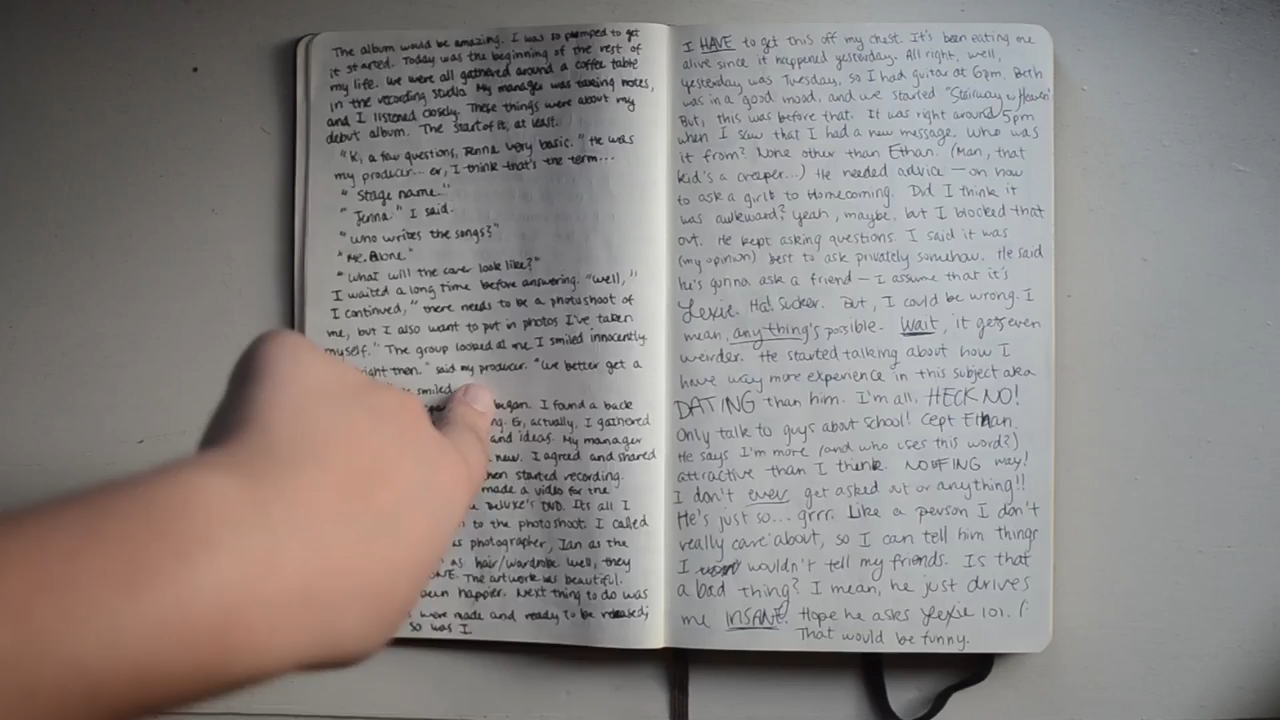 The album would be amazing. I was so pumped to get
it started. Today was the beginning of the rest of
my life. We were all gathered around a coffee table
in the recording studio. My manager was taking notes,
and I listened closely. These things were about my
debut album. The start of it, at least.
"K, a few questions, Jenna very basic." He was
my producer... er, I think that's the term...
"Stage name."
"Jenna." I said.
"Who writes the songs?"
"Me. Alone"
"What will the cover look like?"
I waited a long time before answering. "Well,"
I continued, "there needs to be a photoshoot of
me, but I also want to put in photos I've taken
myself." The group looked at me I smiled innocently.
right then." said my producer. "We better get a
smiled.
began. I found a back
ng. Er, actually, I gathered
and ideas. My manager
new. I agreed and shared
hen started recording.
made a video for the
Deluxe's DVD. Its all I
to the photoshoot. I called
as photographer, Ian as the
as hair/wardrobe well, they
ONE. The artwork was beautiful.
been happier. Next thing to do was
were made and ready to be released;
so was I.
I HAVE to get this off my chest. It's been eating me
alive since it happened yesterday. All right, well,
yesterday was Tuesday, so I had guitar at 6pm. Beth
was in a good mood, and we started "Stairway to Heaven"
But, this was before that. It was right around 5pm
when I saw that I had a new message. Who was
it from? None other than Ethan. (Man, that
kid's a creeper...) He needed advice — on how
to ask a girl to Homecoming. Did I think it
was awkward? Yeah, maybe, but I blocked that
out. He kept asking questions. I said it was
(my opinion) best to ask privately somehow. He said
he's gonna ask a friend — I assume that it's
Lexie. Ha! Sucker. But, I could be wrong. I
mean, anything's possible. Wait, it gets even
weirder. He started talking about how I
have way more experience in this subject aka
DATING than him. I'm all, HECK NO!
Only talk to guys about school! Cept Ethan.
He says I'm more (and who uses this word?)
attractive than I think. NOFFING way!
I don't ever get asked out or anything!!
He's just so... grrr. Like a person I don't
really care about, so I can tell him things
I wouldn't tell my friends. Is that
a bad thing? I mean, he just drives
me INSANE. Hope he asks Lexie lol. (:
That would be funny.